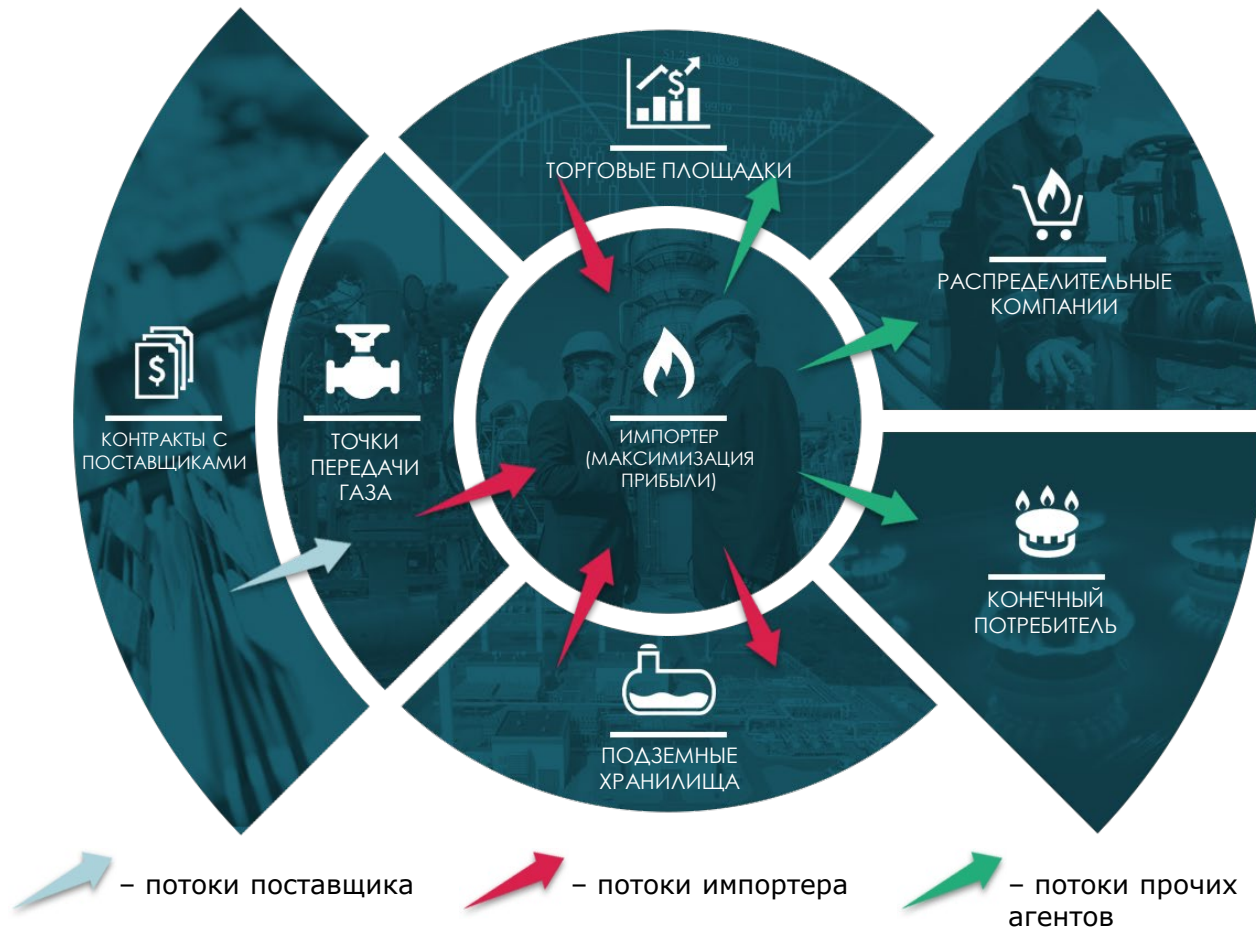 ТОРГОВЫЕ ПЛОЩАДКИ
РАСПРЕДЕЛИТЕЛЬНЫЕ
КОМПАНИИ
КОНТРАКТЫ С
ПОСТАВЩИКАМИ
$
ТОЧКИ
ПЕРЕДАЧИ
ГАЗА
ИМПОРТЕР
(МАКСИМИЗАЦИЯ
ПРИБЫЛИ)
КОНЕЧНЫЙ
ПОТРЕБИТЕЛЬ
ПОДЗЕМНЫЕ
ХРАНИЛИЩА
$
– потоки поставщика
– потоки импортера
– потоки прочих
агентов